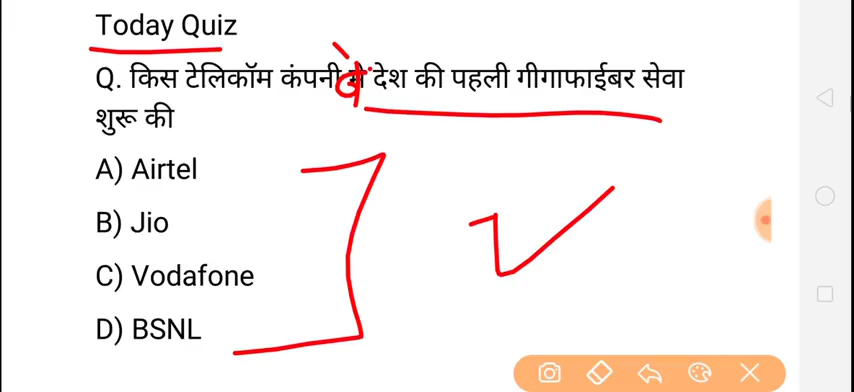 Today Quiz
Q. किस टेलिकॉम कंपनी ने देश की पहली गीगाफाईबर सेवा
शुरू की
A) Airtel
B) Jio
C) Vodafone
D) BSNL